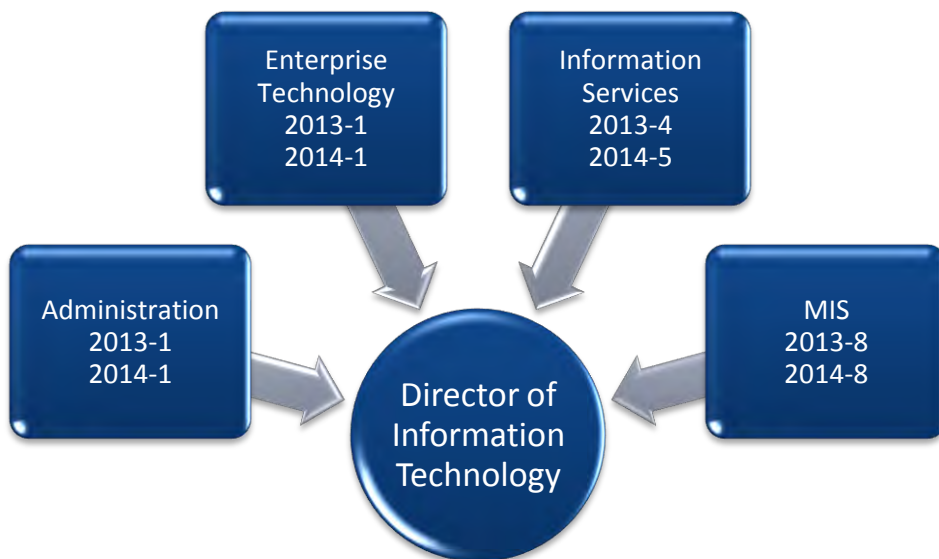 Enterprise
Technology
2013-1
2014-1
Information
Services
2013-4
2014-5
Administration
2013-1
2014-1
MIS
2013-8
2014-8
Director of
Information
Technology